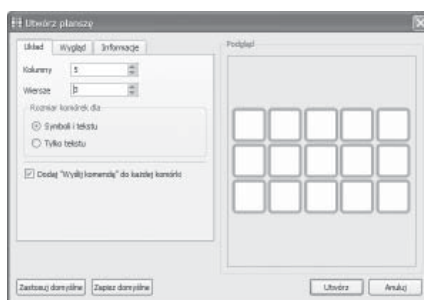 Utwórz planszę
Układ Wygląd Informacje
Podgląd
Kolumny 5
Wiersze 3
Rozmiar komórek dla
Symboli i tekstu
Tylko tekstu
Dodaj "Wyślij komendę" do każdej komórki
Zastosuj domyślne Zapisz domyślne Utwórz Anuluj